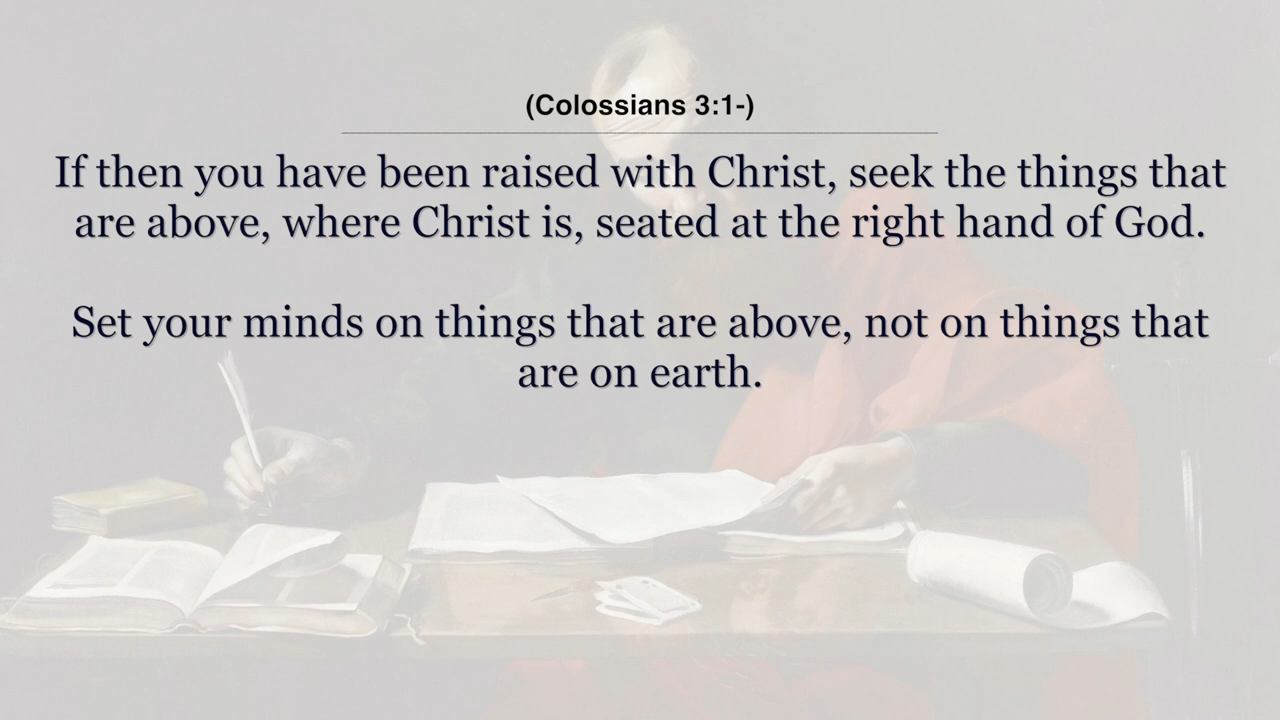 (Colossians 3:1-)
If then you have been raised with Christ, seek the things that
are above, where Christ is, seated at the right hand of God.
Set your minds on things that are above, not on things that
are on earth.